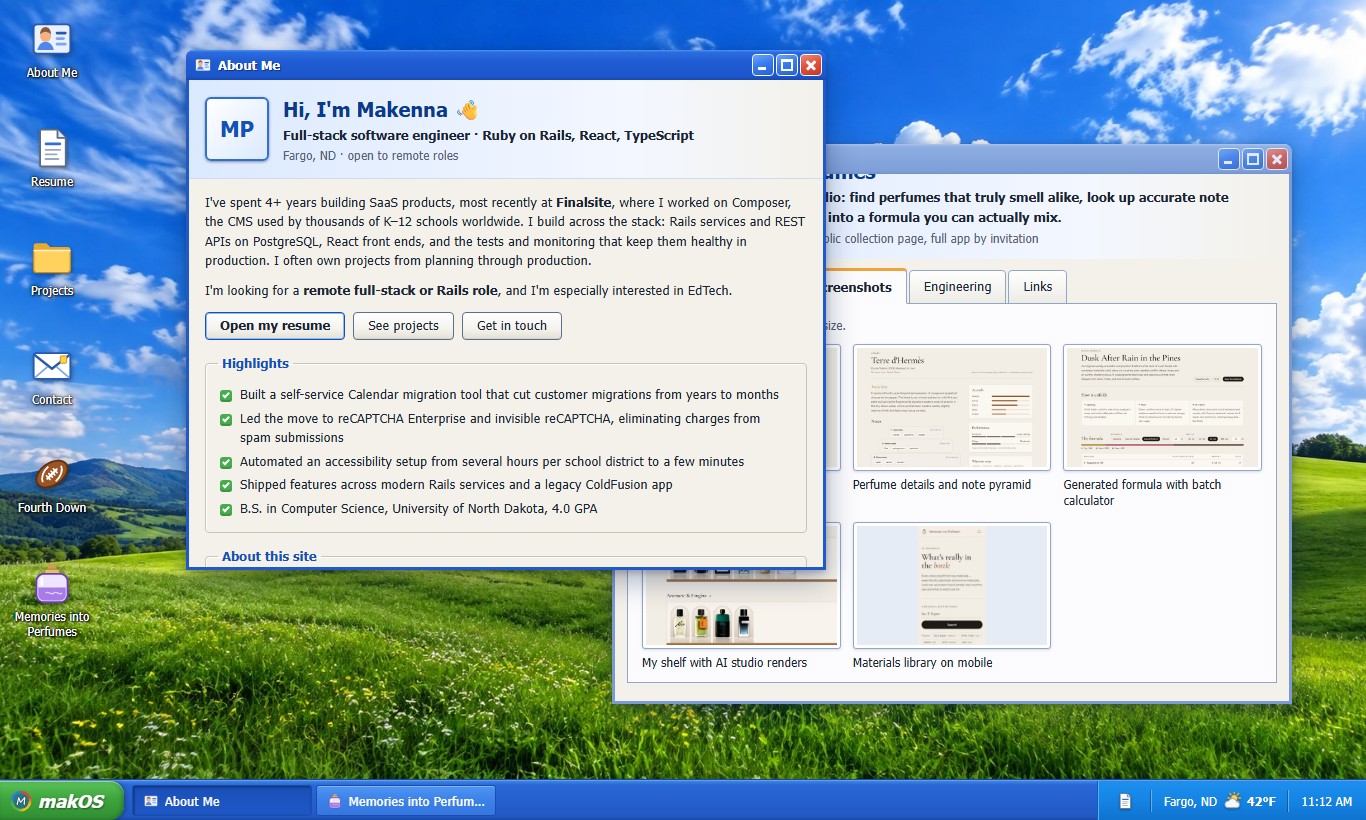 About Me
Resume
Projects
Contact
Fourth Down
Memories into
Perfumes
About Me
MP
Hi, I'm Makenna
Full-stack software engineer · Ruby on Rails, React, TypeScript
Fargo, ND · open to remote roles
I've spent 4+ years building SaaS products, most recently at Finalsite, where I worked on Composer,
the CMS used by thousands of K–12 schools worldwide. I build across the stack: Rails services and REST
APIs on PostgreSQL, React front ends, and the tests and monitoring that keep them healthy in
production. I often own projects from planning through production.
I'm looking for a remote full-stack or Rails role, and I'm especially interested in EdTech.
Open my resume
See projects
Get in touch
Highlights
Built a self-service Calendar migration tool that cut customer migrations from years to months
Led the move to reCAPTCHA Enterprise and invisible reCAPTCHA, eliminating charges from
spam submissions
Automated an accessibility setup from several hours per school district to a few minutes
Shipped features across modern Rails services and a legacy ColdFusion app
B.S. in Computer Science, University of North Dakota, 4.0 GPA
About this site
find perfumes that truly smell alike, look up accurate note
into a formula you can actually mix.
collection page, full app by invitation
Engineering
Links
size.
Terre d'Hermès
Dusk After Rain in the Pines
Perfume details and note pyramid
Generated formula with batch
calculator
What's really in
the bottle
My shelf with AI studio renders
Materials library on mobile
makOS
About Me
Memories into Perfum...
Fargo, ND
42°F
11:12 AM